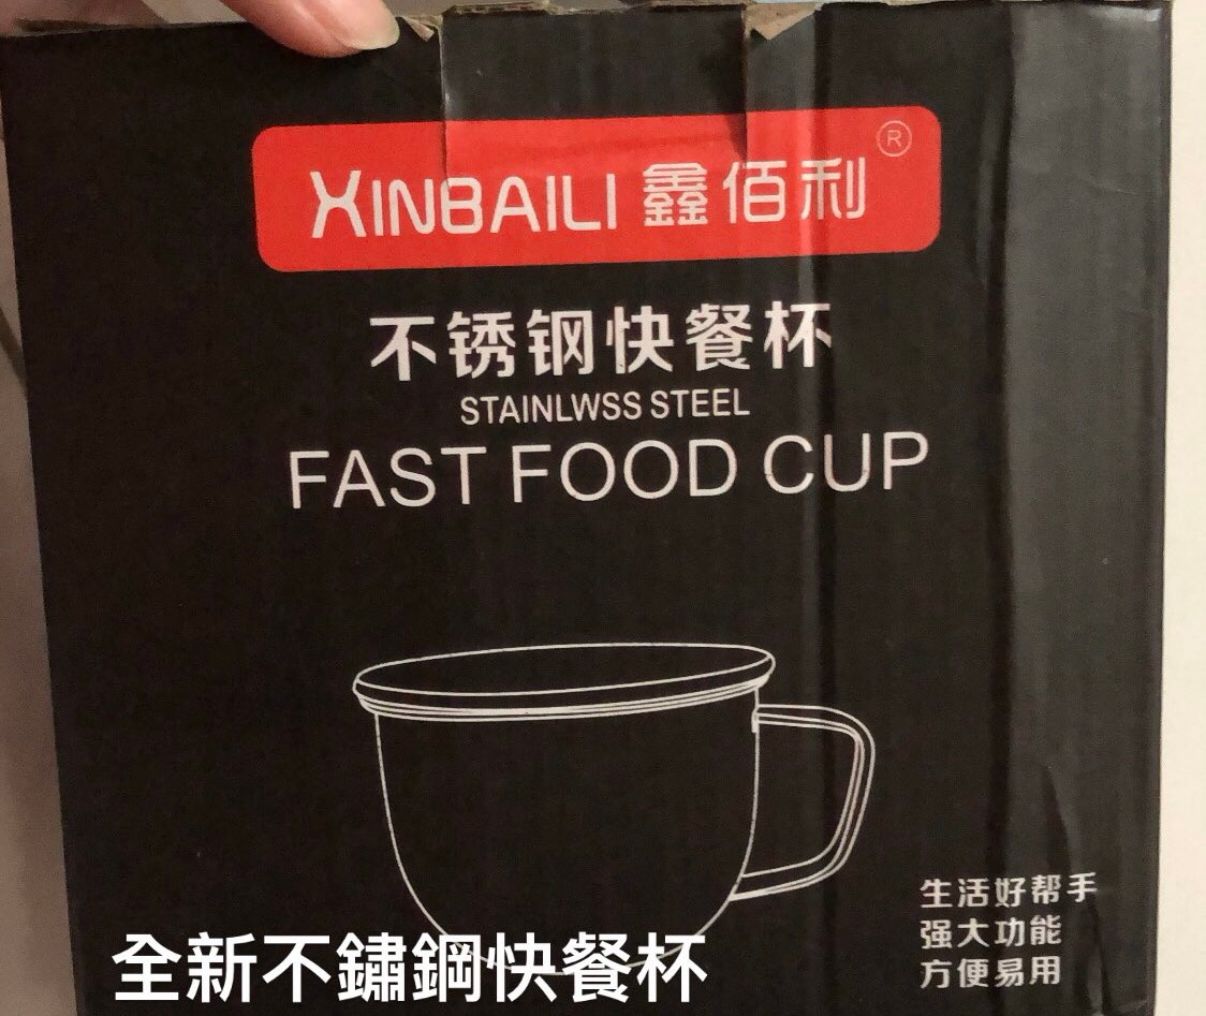 XINBAILI 鑫佰利 ®
不锈钢快餐杯
STAINLWSS STEEL
FAST FOOD CUP
生活好帮手
强大功能
方便易用
全新不鏽鋼快餐杯